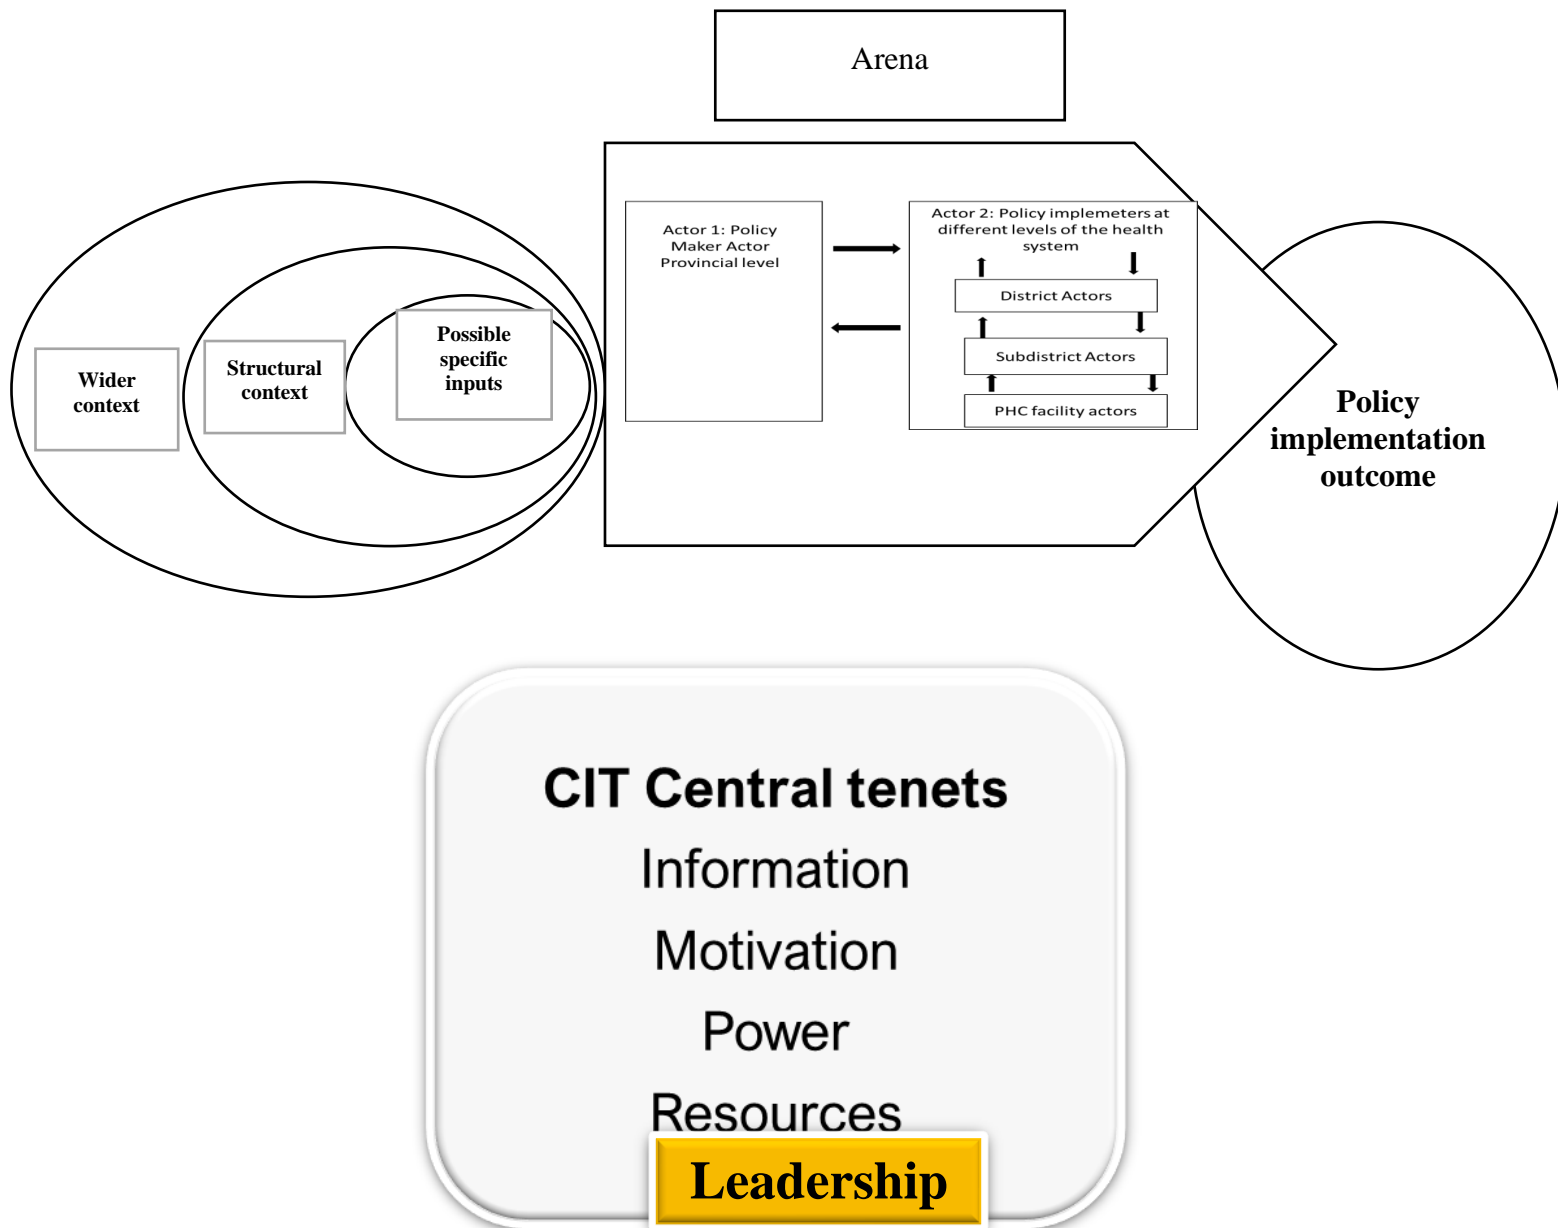 Arena
Actor 1: Policy
Maker Actor
Provincial level
Actor 2: Policy implemeters at
different levels of the health
system
District Actors
Subdistrict Actors
PHC facility actors
Wider
context
Structural
context
Possible
specific
inputs
Policy
implementation
outcome
CIT Central tenets
Information
Motivation
Power
Resources
Leadership